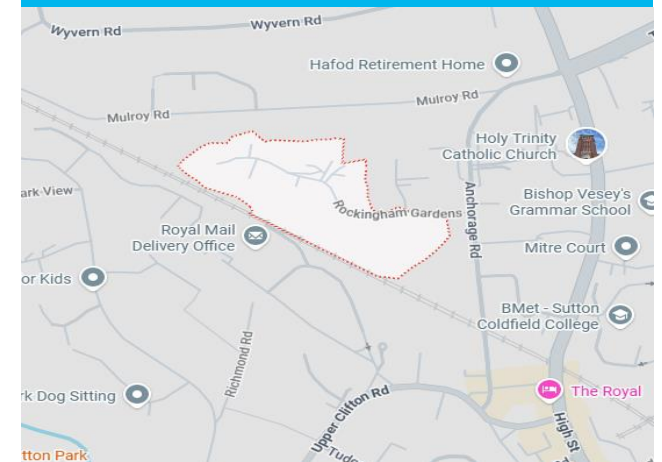 Wyvern Rd
Wyvern Rd
Hafod Retirement Home
Mulroy Rd
Mulroy Rd
Holy Trinity
Catholic Church
ark View
Anchorage Rd
Bishop Vesey's
Grammar School
Rockingham Gardens
Royal Mail
Delivery Office
Mitre Court
or Kids
BMet - Sutton
Coldfield College
Richmond Rd
rk Dog Sitting
The Royal
Upper Clifton Rd
High St
tton Park
Tudo